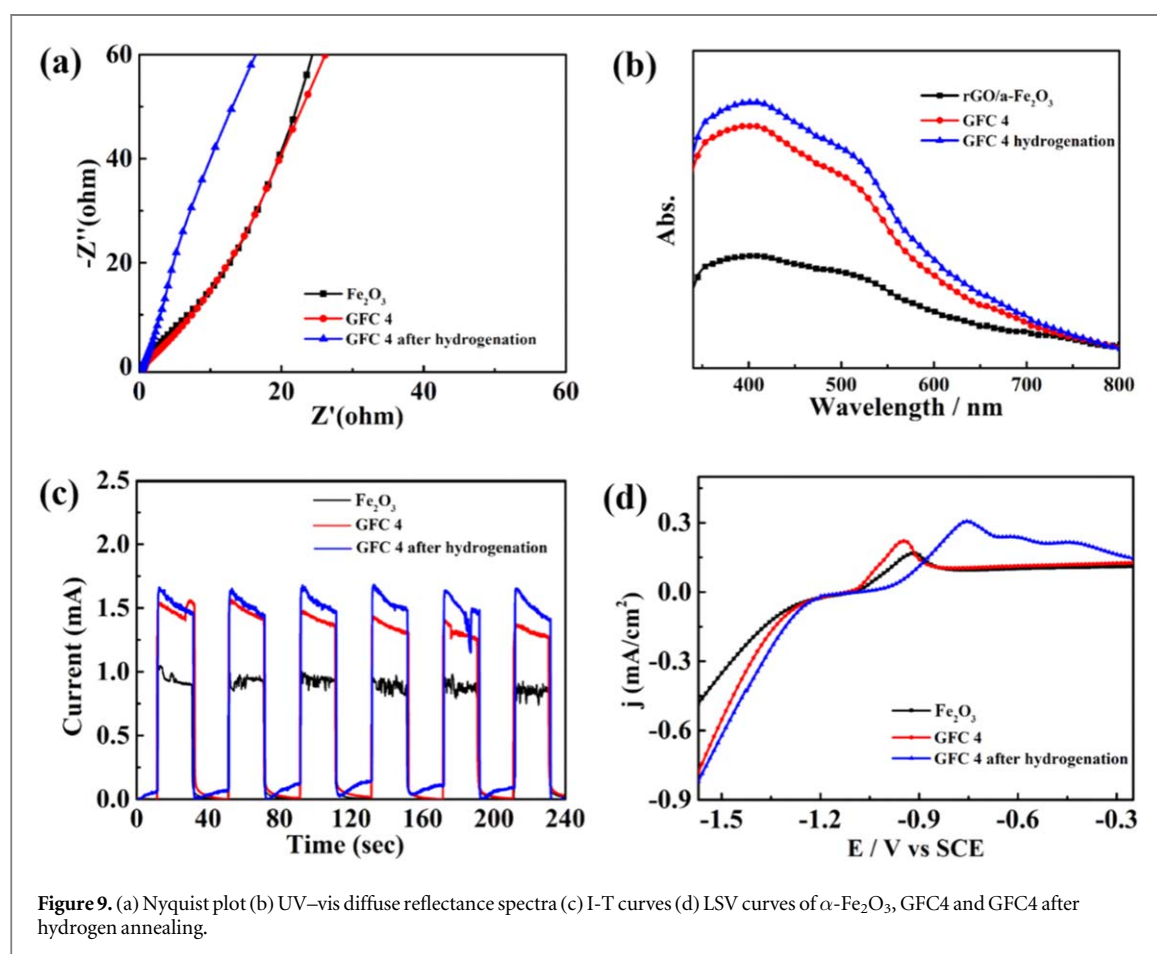 (a)
60
40
20
0
-Z''(ohm)
Fe₂O₃
GFC 4
GFC 4 after hydrogenation
0 20 40 60
Z'(ohm)
(b)
Abs.
rGO/a-Fe₂O₃
GFC 4
GFC 4 hydrogenation
400 500 600 700 800
Wavelength / nm
(c)
2.5
2.0
1.5
1.0
0.5
0.0
Current (mA)
Fe₂O₃
GFC 4
GFC 4 after hydrogenation
0 40 80 120 160 200 240
Time (sec)
(d)
0.3
0.0
-0.3
-0.6
-0.9
j (mA/cm²)
Fe₂O₃
GFC 4
GFC 4 after hydrogenation
-1.5 -1.2 -0.9 -0.6 -0.3
E / V vs SCE
Figure 9. (a) Nyquist plot (b) UV–vis diffuse reflectance spectra (c) I-T curves (d) LSV curves of α-Fe₂O₃, GFC4 and GFC4 after
hydrogen annealing.